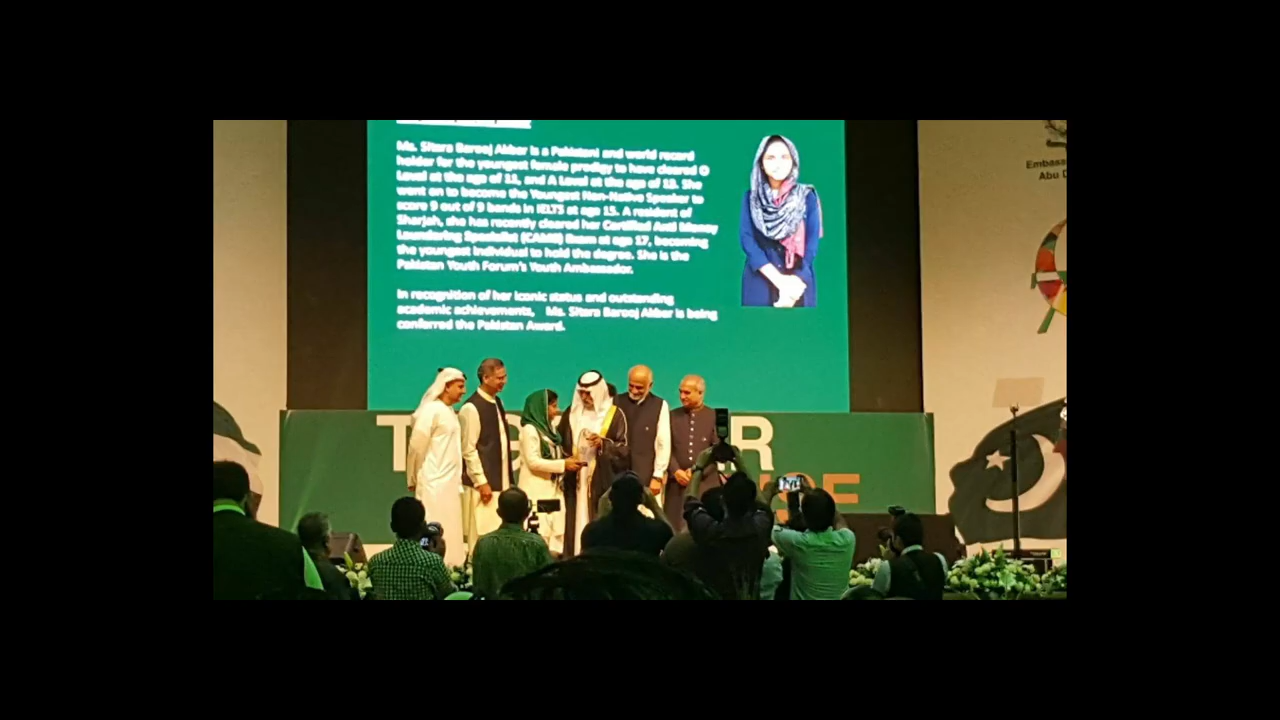 Ms. Sitara Barooj Akbar is a Pakistani and world record
holder for the youngest female prodigy to have cleared O
Level at the age of 11, and A Level at the age of 13. She
went on to become the Youngest Non-Native Speaker to
score 9 out of 9 bands in IELTS at age 15. A resident of
Sharjah, she has recently cleared her Certified Anti Money
Laundering Specialist (CAMS) Exam at age 17, becoming
the youngest individual to hold the degree. She is the
Pakistan Youth Forum's Youth Ambassador.
In recognition of her iconic status and outstanding
academic achievements, Ms. Sitara Barooj Akbar is being
conferred the Pakistan Award.
Abu